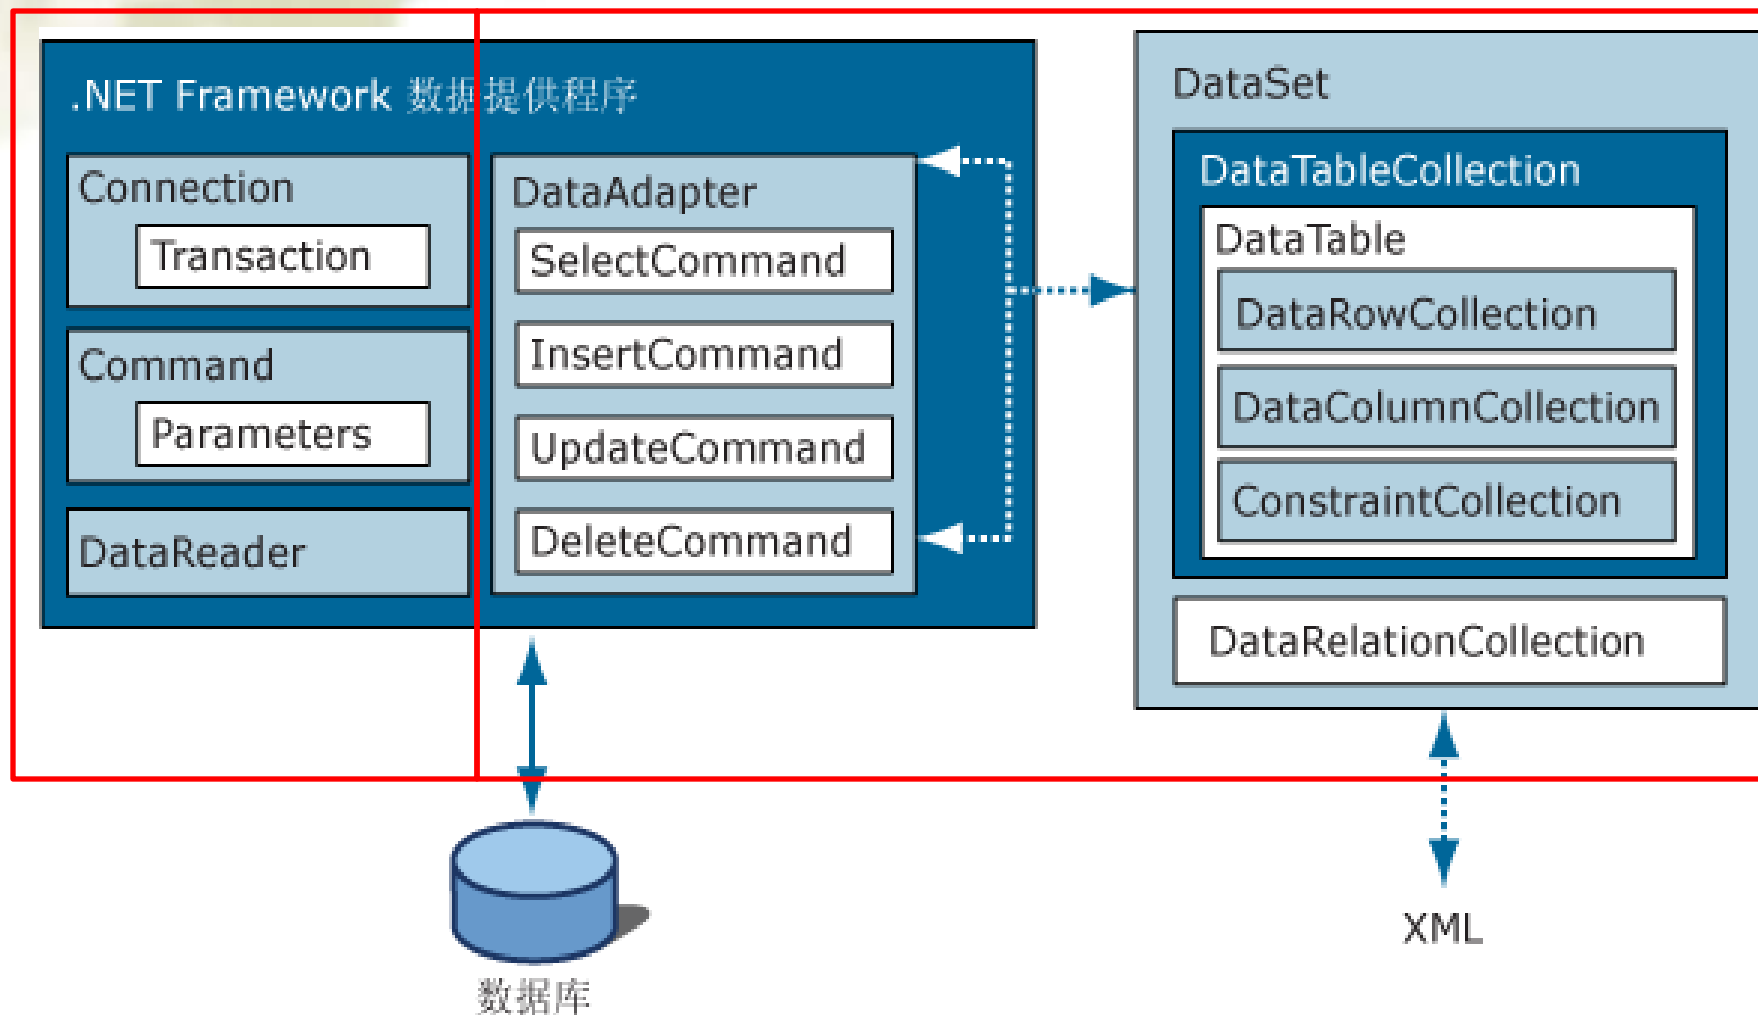 .NET Framework 数据提供程序
Connection
Transaction
Command
Parameters
DataReader
DataAdapter
SelectCommand
InsertCommand
UpdateCommand
DeleteCommand
DataSet
DataTableCollection
DataTable
DataRowCollection
DataColumnCollection
ConstraintCollection
DataRelationCollection
数据库
XML